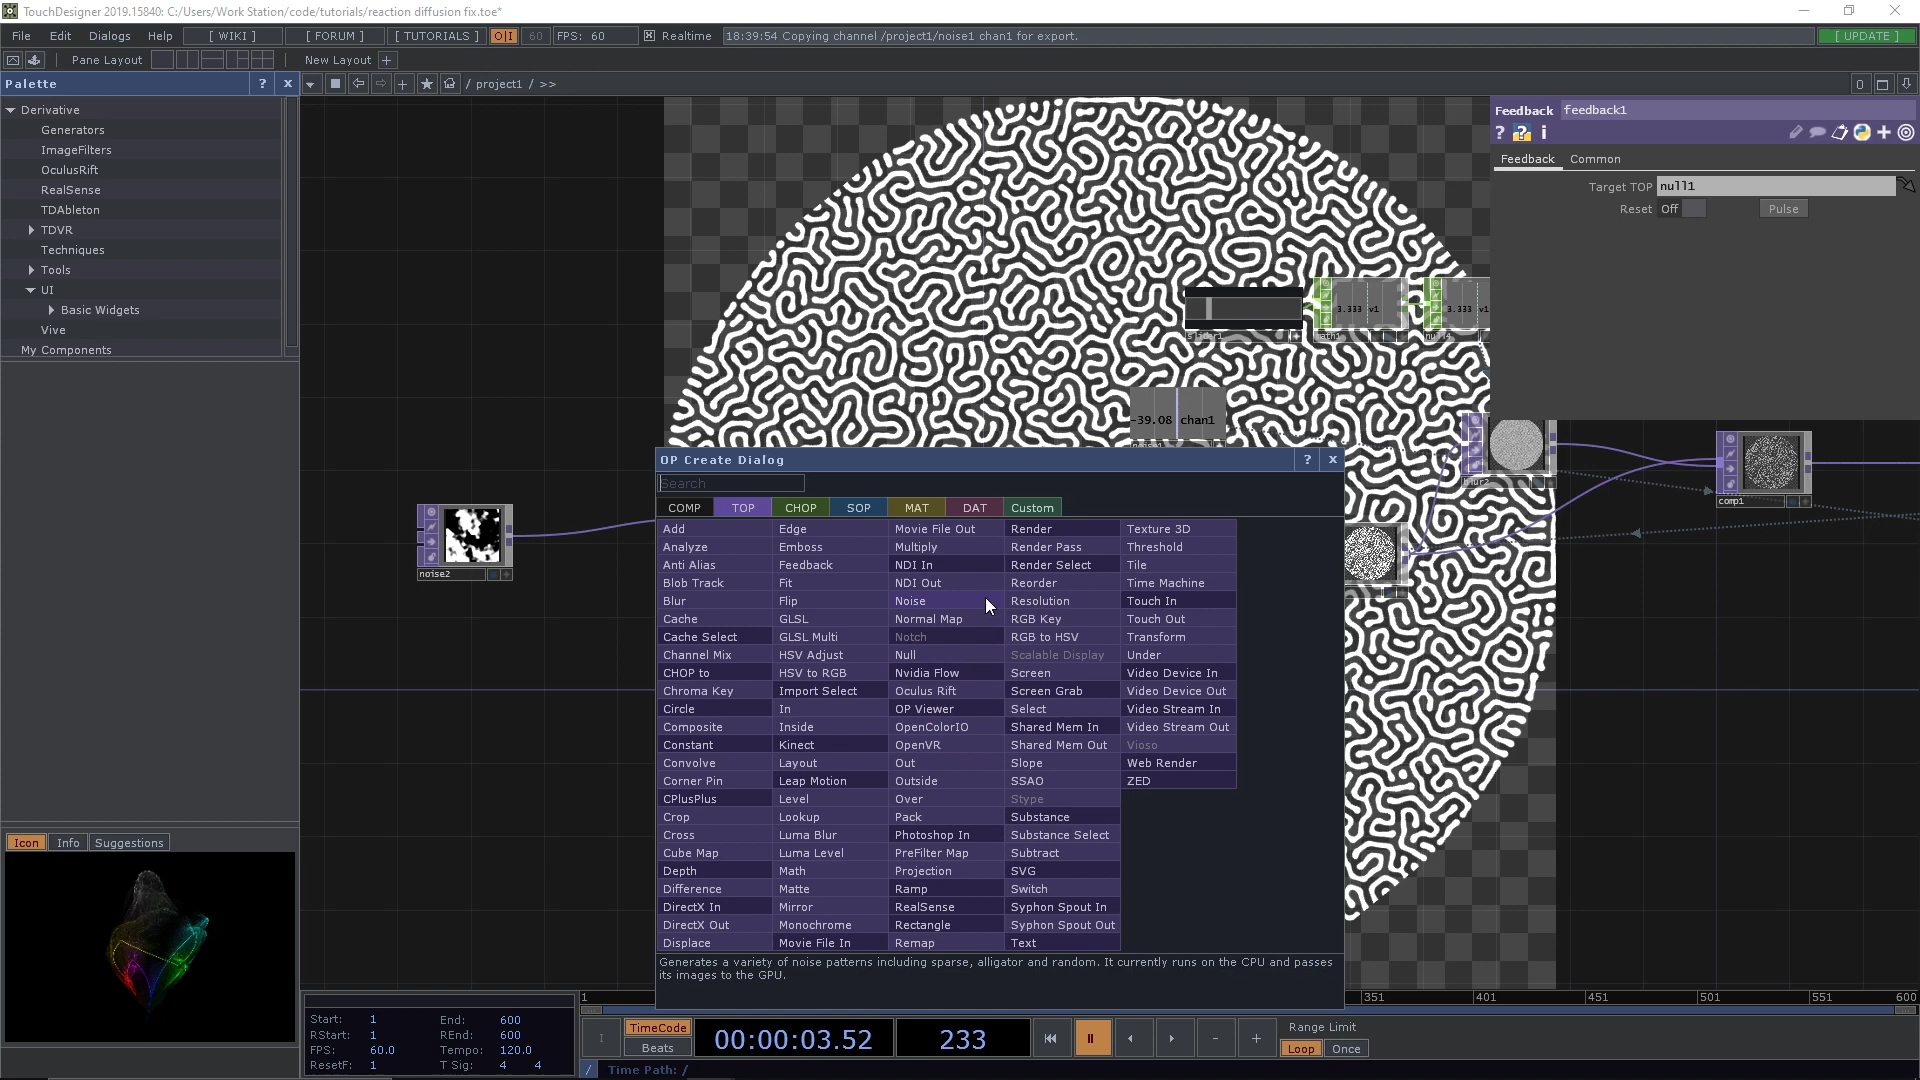 TouchDesigner 2019.15840: C:/Users/Work Station/code/tutorials/reaction diffusion fix.toe*
File Edit Dialogs Help [ WIKI ] [ FORUM ] [ TUTORIALS ] O|I 60 FPS: 60 Realtime 18:39:54 Copying channel /project1/noise1 chan1 for export. [ UPDATE ]
Pane Layout New Layout +
Palette ? x / project1 / >> 0
Derivative
Generators
ImageFilters
OculusRift
RealSense
TDAbleton
TDVR
Techniques
Tools
UI
Basic Widgets
Vive
My Components
Feedback feedback1
? ? i
Feedback Common
Target TOP null1
Reset Off Pulse
3.333 v1 3.333 v1
slider1 math1 null4
-39.08 chan1
noise1
blur2
comp1
noise2
OP Create Dialog ? x
Search
COMP TOP CHOP SOP MAT DAT Custom
Add Edge Movie File Out Render Texture 3D
Analyze Emboss Multiply Render Pass Threshold
Anti Alias Feedback NDI In Render Select Tile
Blob Track Fit NDI Out Reorder Time Machine
Blur Flip Noise Resolution Touch In
Cache GLSL Normal Map RGB Key Touch Out
Cache Select GLSL Multi Notch RGB to HSV Transform
Channel Mix HSV Adjust Null Scalable Display Under
CHOP to HSV to RGB Nvidia Flow Screen Video Device In
Chroma Key Import Select Oculus Rift Screen Grab Video Device Out
Circle In OP Viewer Select Video Stream In
Composite Inside OpenColorIO Shared Mem In Video Stream Out
Constant Kinect OpenVR Shared Mem Out Vioso
Convolve Layout Out Slope Web Render
Corner Pin Leap Motion Outside SSAO ZED
CPlusPlus Level Over Stype
Crop Lookup Pack Substance
Cross Luma Blur Photoshop In Substance Select
Cube Map Luma Level PreFilter Map Subtract
Depth Math Projection SVG
Difference Matte Ramp Switch
DirectX In Mirror RealSense Syphon Spout In
DirectX Out Monochrome Rectangle Syphon Spout Out
Displace Movie File In Remap Text
Generates a variety of noise patterns including sparse, alligator and random. It currently runs on the CPU and passes
its images to the GPU.
Icon Info Suggestions
1 351 401 451 501 551 600
Start: 1 End: 600
RStart: 1 REnd: 600
FPS: 60.0 Tempo: 120.0
ResetF: 1 T Sig: 4 4
TimeCode
Beats
00:00:03.52 233
Range Limit
Loop Once
/ Time Path: /